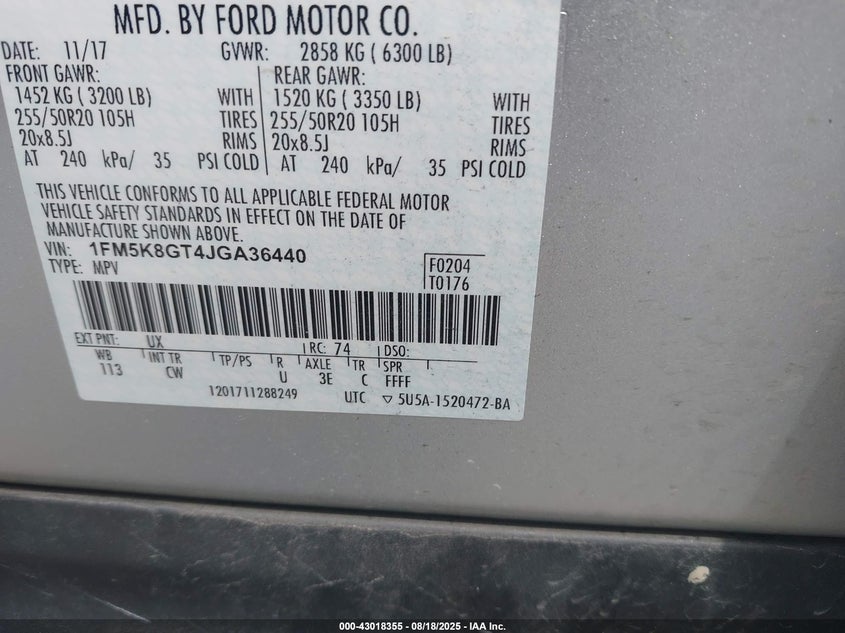 MFD. BY FORD MOTOR CO.
DATE: 11/17 GVWR: 2858 KG ( 6300 LB)
FRONT GAWR: REAR GAWR:
1452 KG ( 3200 LB) WITH 1520 KG ( 3350 LB) WITH
255/50R20 105H TIRES 255/50R20 105H TIRES
20x8.5J RIMS 20x8.5J RIMS
AT 240 kPa/ 35 PSI COLD AT 240 kPa/ 35 PSI COLD
THIS VEHICLE CONFORMS TO ALL APPLICABLE FEDERAL MOTOR
VEHICLE SAFETY STANDARDS IN EFFECT ON THE DATE OF
MANUFACTURE SHOWN ABOVE.
VIN: 1FM5K8GT4JGA36440
TYPE: MPV
F0204
T0176
EXT PNT: UX RC: 74 DSO:
WB INT TR TP/PS R AXLE TR SPR
113 CW U 3E C FFFF
1201711288249 UTC ▽ 5U5A-1520472-BA
000-43018355 - 08/18/2025 - IAA Inc.